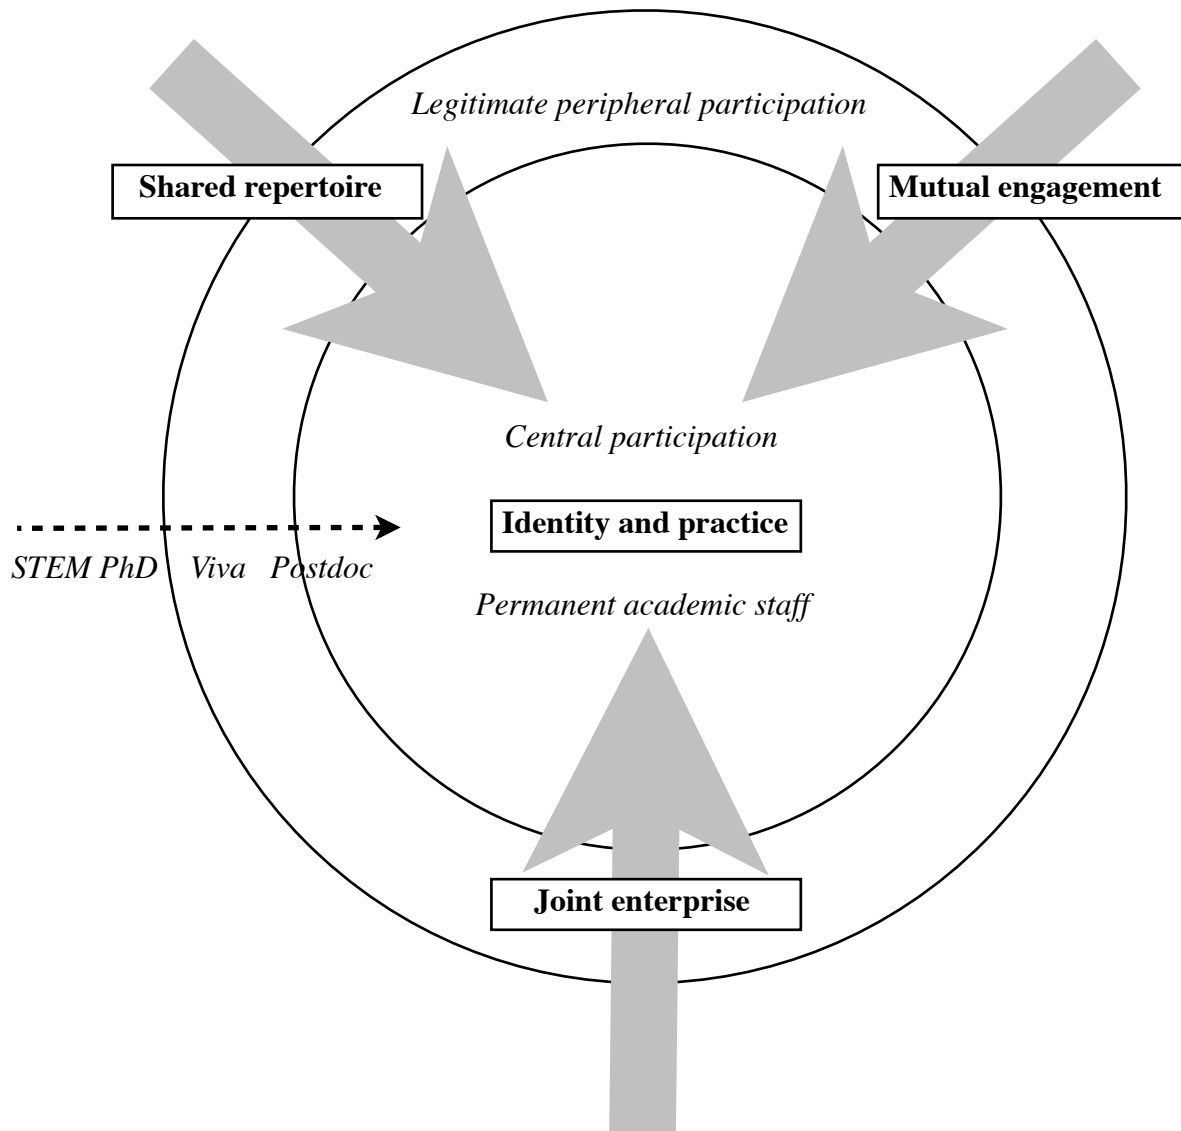 Legitimate peripheral participation
Shared repertoire
Mutual engagement
Central participation
Identity and practice
STEM PhD Viva Postdoc
Permanent academic staff
Joint enterprise